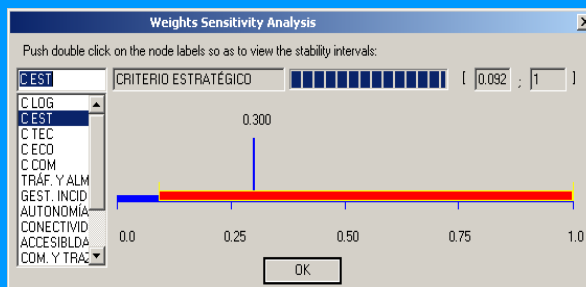 Weights Sensitivity Analysis
Push double click on the node labels so as to view the stability intervals:
C EST
CRITERIO ESTRATÉGICO
[ 0.092 ; 1 ]
C LOG
C EST
C TEC
C ECO
C COM
TRÁF. Y ALM
GEST. INCID
AUTONOMÍA
CONECTIVID
ACCESIBLDA
COM. Y TRAZ
0.300
0.0 0.25 0.50 0.75 1.0
OK